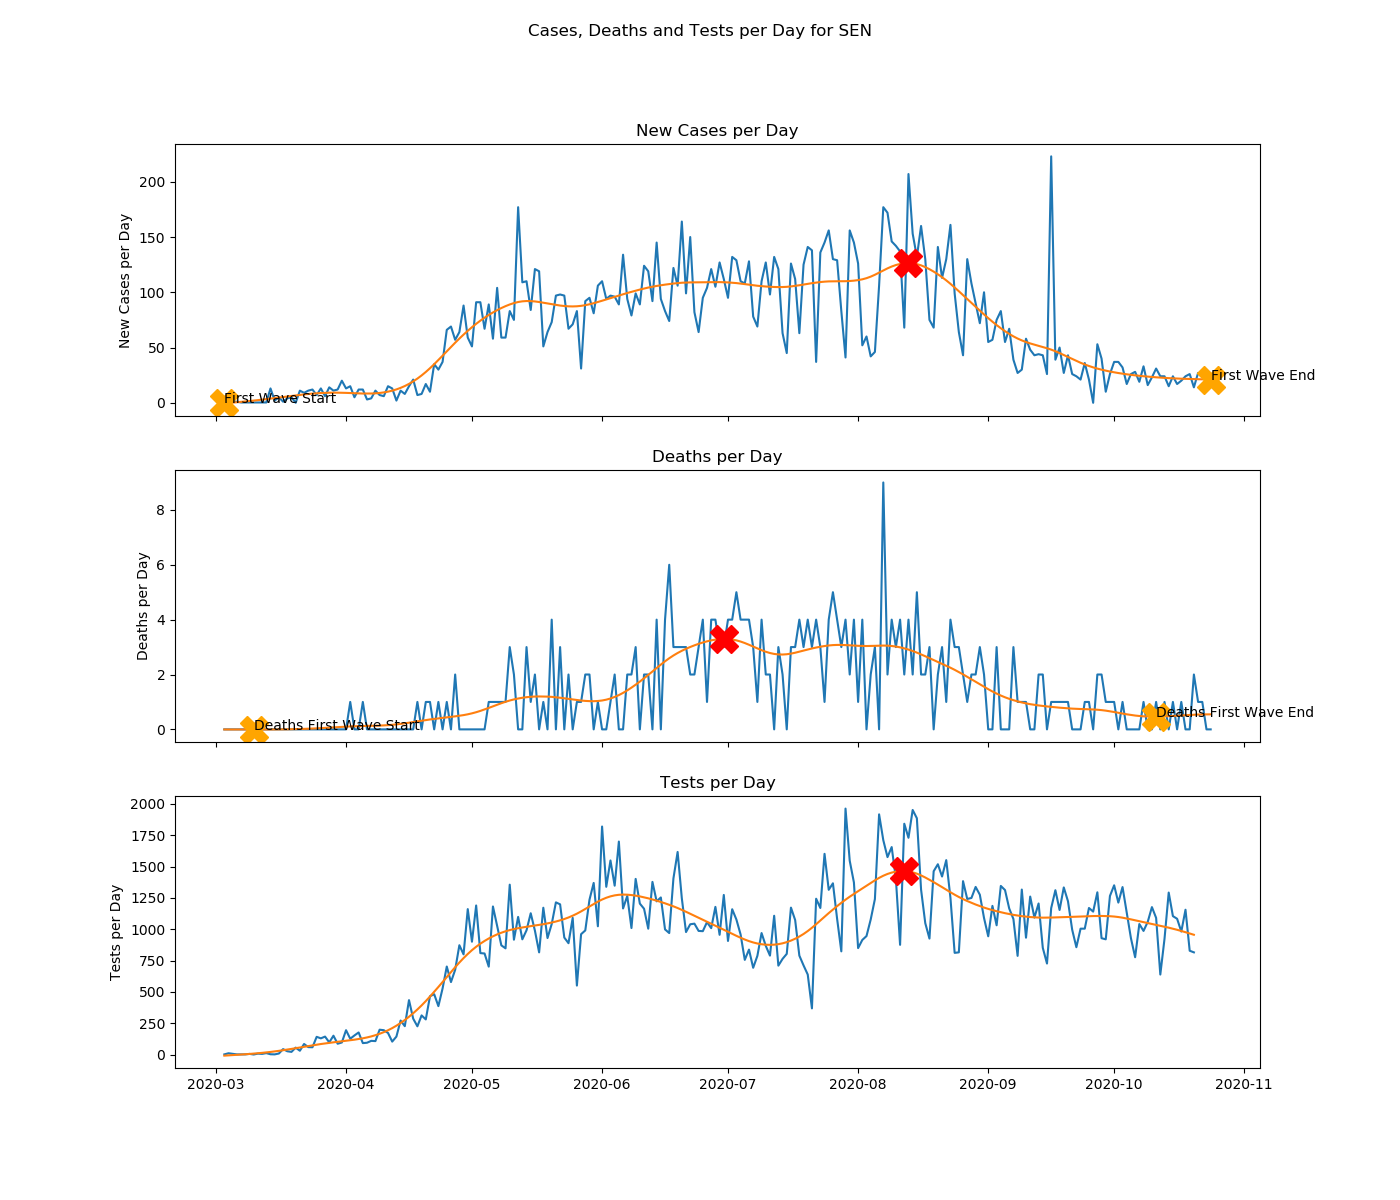 Cases, Deaths and Tests per Day for SEN
New Cases per Day
New Cases per Day
200
150
100
50
0
First Wave Start
First Wave End
Deaths per Day
Deaths per Day
8
6
4
2
0
Deaths First Wave Start
Deaths First Wave End
Tests per Day
Tests per Day
2000
1750
1500
1250
1000
750
500
250
0
2020-03 2020-04 2020-05 2020-06 2020-07 2020-08 2020-09 2020-10 2020-11